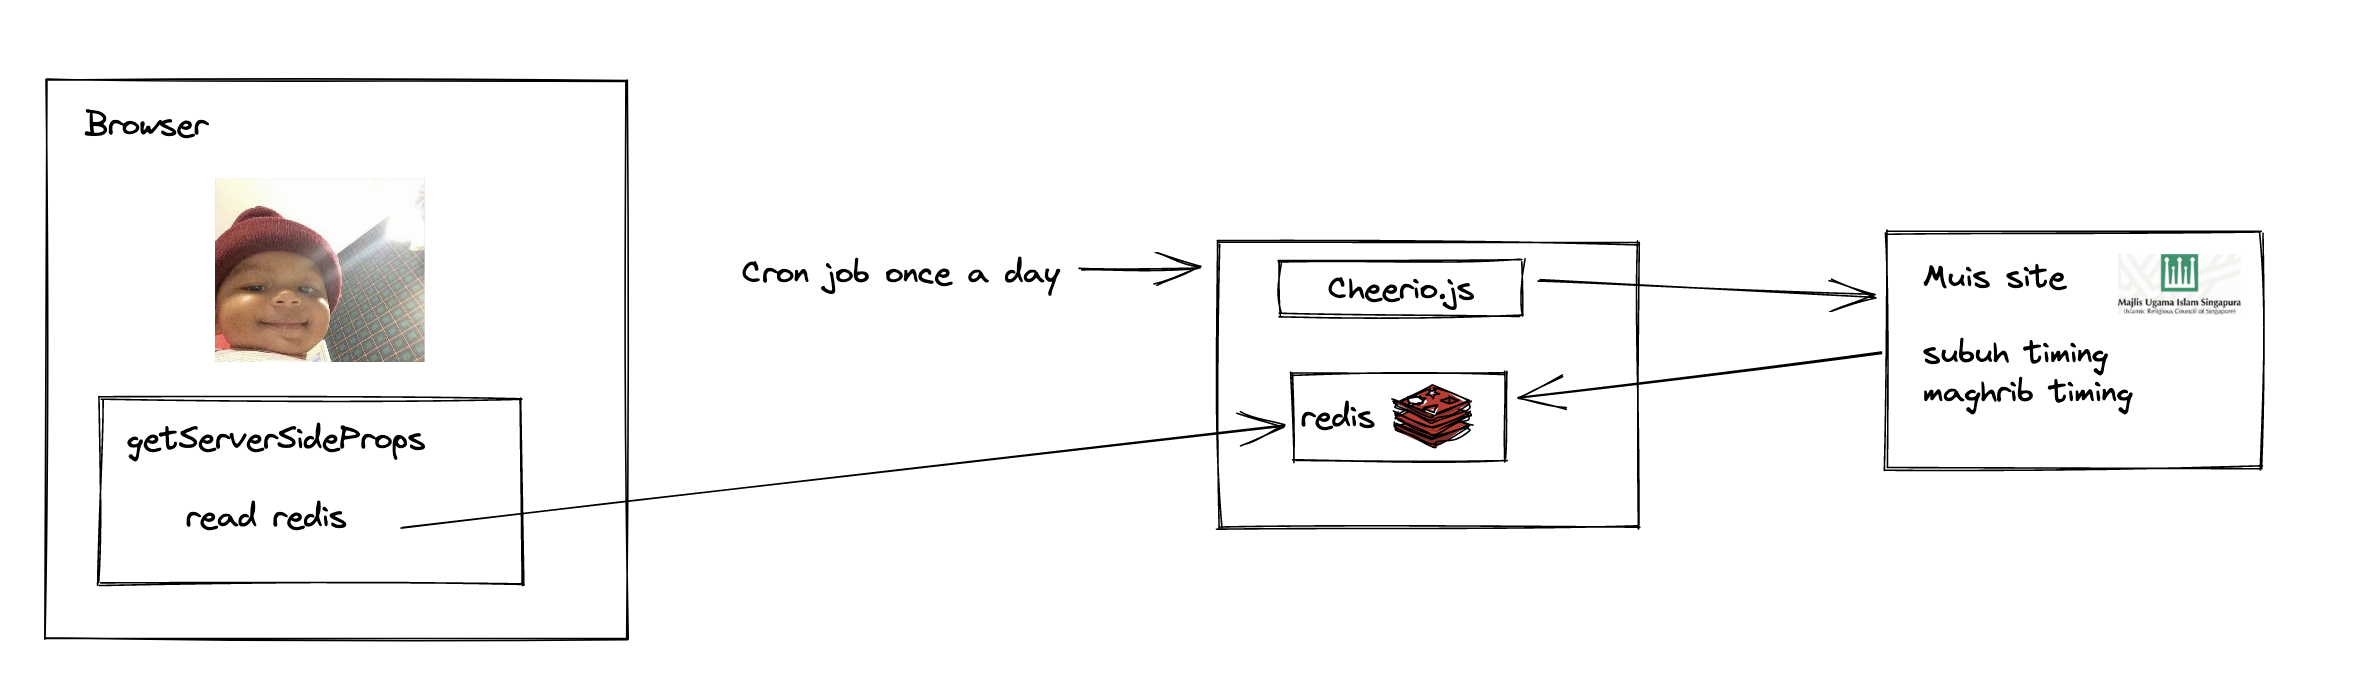 Browser
getServerSideProps
read redis
Cron job once a day
Cheerio.js
redis
Muis site
Majlis Ugama Islam Singapura
(Islamic Religious Council of Singapore)
subuh timing
maghrib timing